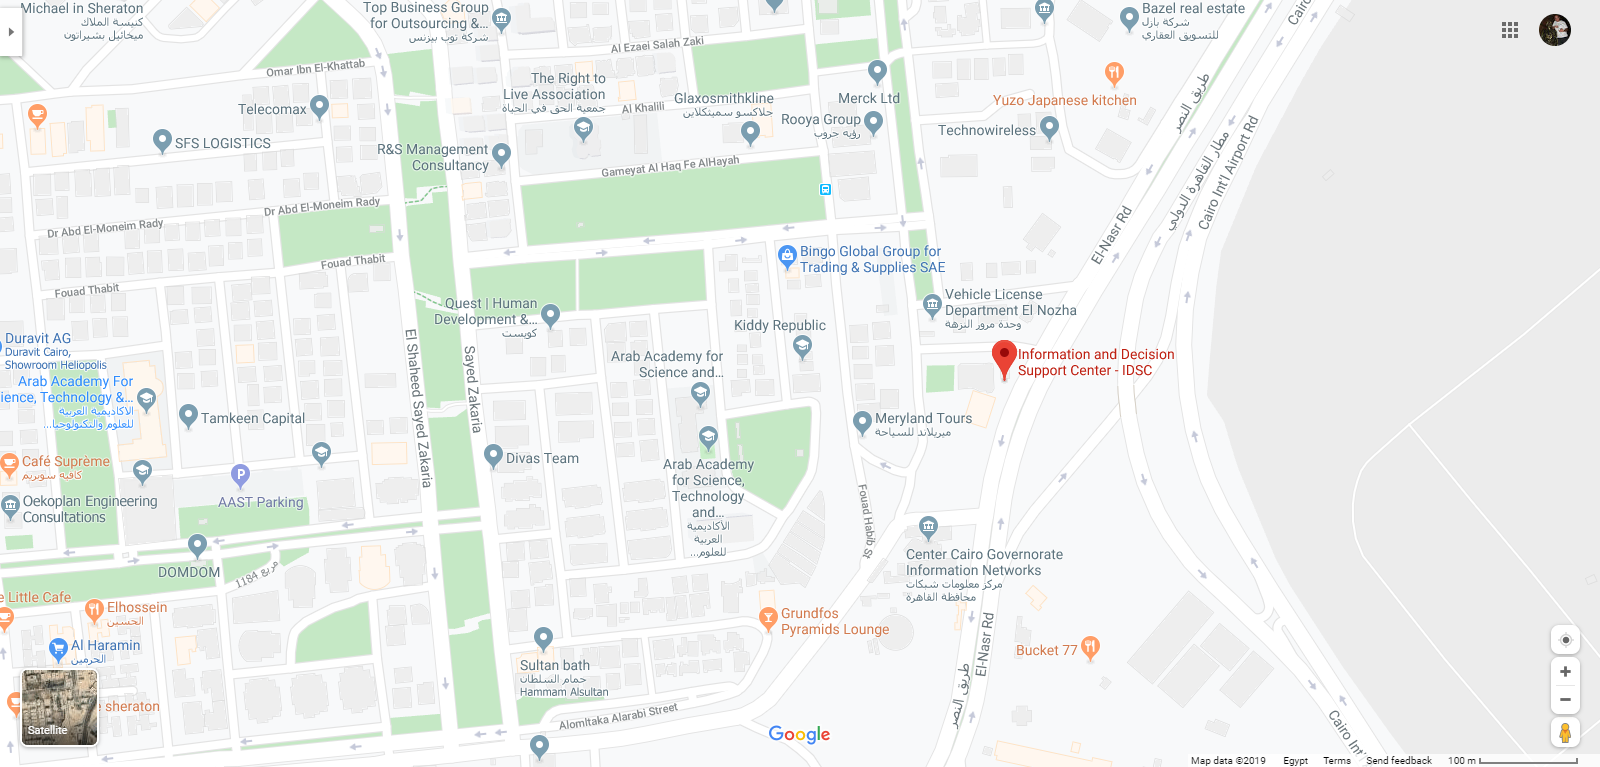 Michael in Sheraton
كنيسة الملاك
ميخائيل بشيراتون
Top Business Group
for Outsourcing &...
شركة توب بيزنس
Al Ezaei Salah Zaki
Bazel real estate
شركة بازل
للتسويق العقاري
Cairo
Omar Ibn El-Khattab
The Right to
Live Association
جمعية الحق في الحياة
Al Khalili
Glaxosmithkline
جلاكسو سميثكلاين
Merck Ltd
Rooya Group
رؤية جروب
Yuzo Japanese kitchen
Technowireless
طريق النصر
Telecomax
SFS LOGISTICS
R&S Management
Consultancy
Gameyat Al Haq Fe AlHayah
مطار القاهرة الدولي
Cairo Int'l Airport Rd
El-Nasr Rd
Dr Abd El-Moneim Rady
Dr Abd El-Moneim Rady
Fouad Thabit
Fouad Thabit
Bingo Global Group for
Trading & Supplies SAE
Vehicle License
Department El Nozha
وحدة مرور النزهة
Quest | Human
Development &...
كويست
Kiddy Republic
Duravit AG
Duravit Cairo,
Showroom Heliopolis
Arab Academy For
ience, Technology &...
الأكاديمية العربية
للعلوم والتكنولوجيا...
El Shaheed Sayed Zakaria
Sayed Zakaria
Arab Academy for
Science and...
Information and Decision
Support Center - IDSC
Tamkeen Capital
Meryland Tours
ميريلاند للسياحة
Café Suprème
كافيه سوبريم
Divas Team
Arab Academy
for Science,
Technology
and...
الأكاديمية
العربية
للعلوم...
AAST Parking
Oekoplan Engineering
Consultations
Fouad Habib St
Center Cairo Governorate
Information Networks
مركز معلومات شبكات
محافظة القاهرة
DOMDOM
مربع 1184
e Little Cafe
Elhossein
الحسين
Grundfos
Pyramids Lounge
El-Nasr Rd
طريق النصر
Bucket 77
Al Haramin
الحرمين
Sultan bath
حمام السلطان
Hammam Alsultan
e sheraton
Satellite
Alomltaka Alarabi Street
Cairo Int'l
Google
Map data ©2019 Egypt Terms Send feedback 100 m